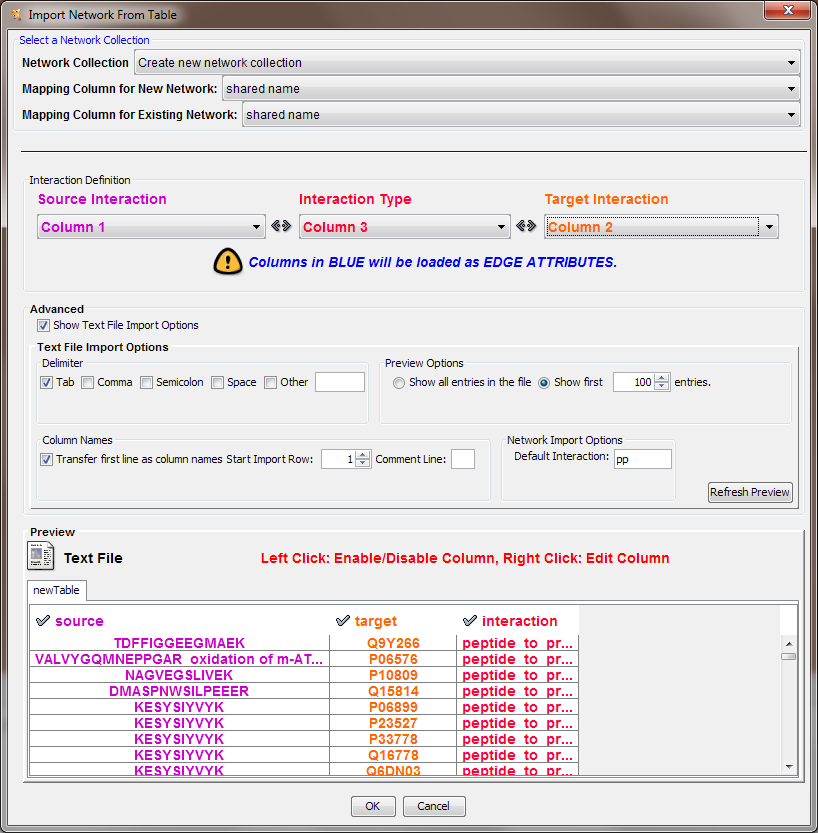 Import Network From Table
Select a Network Collection
Network Collection Create new network collection
Mapping Column for New Network: shared name
Mapping Column for Existing Network: shared name
Interaction Definition
Source Interaction Interaction Type Target Interaction
Column 1 Column 3 Column 2
Columns in BLUE will be loaded as EDGE ATTRIBUTES.
Advanced
Show Text File Import Options
Text File Import Options
Delimiter Preview Options
Tab Comma Semicolon Space Other Show all entries in the file Show first 100 entries.
Column Names Network Import Options
Transfer first line as column names Start Import Row: 1 Comment Line: Default Interaction: pp
Refresh Preview
Preview
Text File Left Click: Enable/Disable Column, Right Click: Edit Column
newTable
source target interaction
TDFFIGGEEGMAEK Q9Y266 peptide to pr...
VALVYGQMNEPPGAR oxidation of m-AT... P06576 peptide to pr...
NAGVEGSLIVEK P10809 peptide to pr...
DMASPNWSILPEEER Q15814 peptide to pr...
KESYSIYVYK P06899 peptide to pr...
KESYSIYVYK P23527 peptide to pr...
KESYSIYVYK P33778 peptide to pr...
KESYSIYVYK Q16778 peptide to pr...
KESYSIYVYK Q6DN03 peptide to pr...
OK Cancel